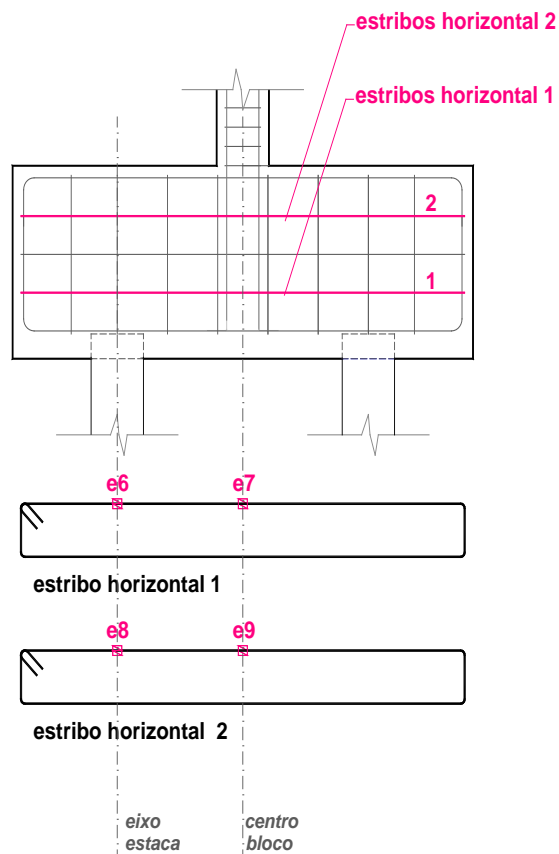 estribos horizontal 2
estribos horizontal 1
2
1
e6 e7
estribo horizontal 1
e8 e9
estribo horizontal 2
eixo centro
estaca bloco